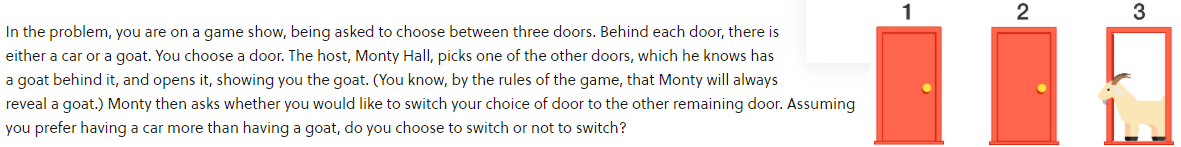 1 2 3
In the problem, you are on a game show, being asked to choose between three doors. Behind each door, there is
either a car or a goat. You choose a door. The host, Monty Hall, picks one of the other doors, which he knows has
a goat behind it, and opens it, showing you the goat. (You know, by the rules of the game, that Monty will always
reveal a goat.) Monty then asks whether you would like to switch your choice of door to the other remaining door. Assuming
you prefer having a car more than having a goat, do you choose to switch or not to switch?